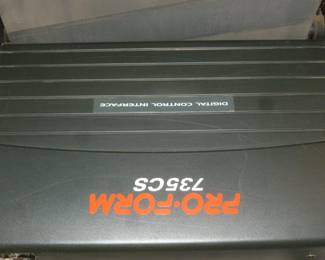 PRO-FORM
735CS
DIGITAL CONTROL INTERFACE